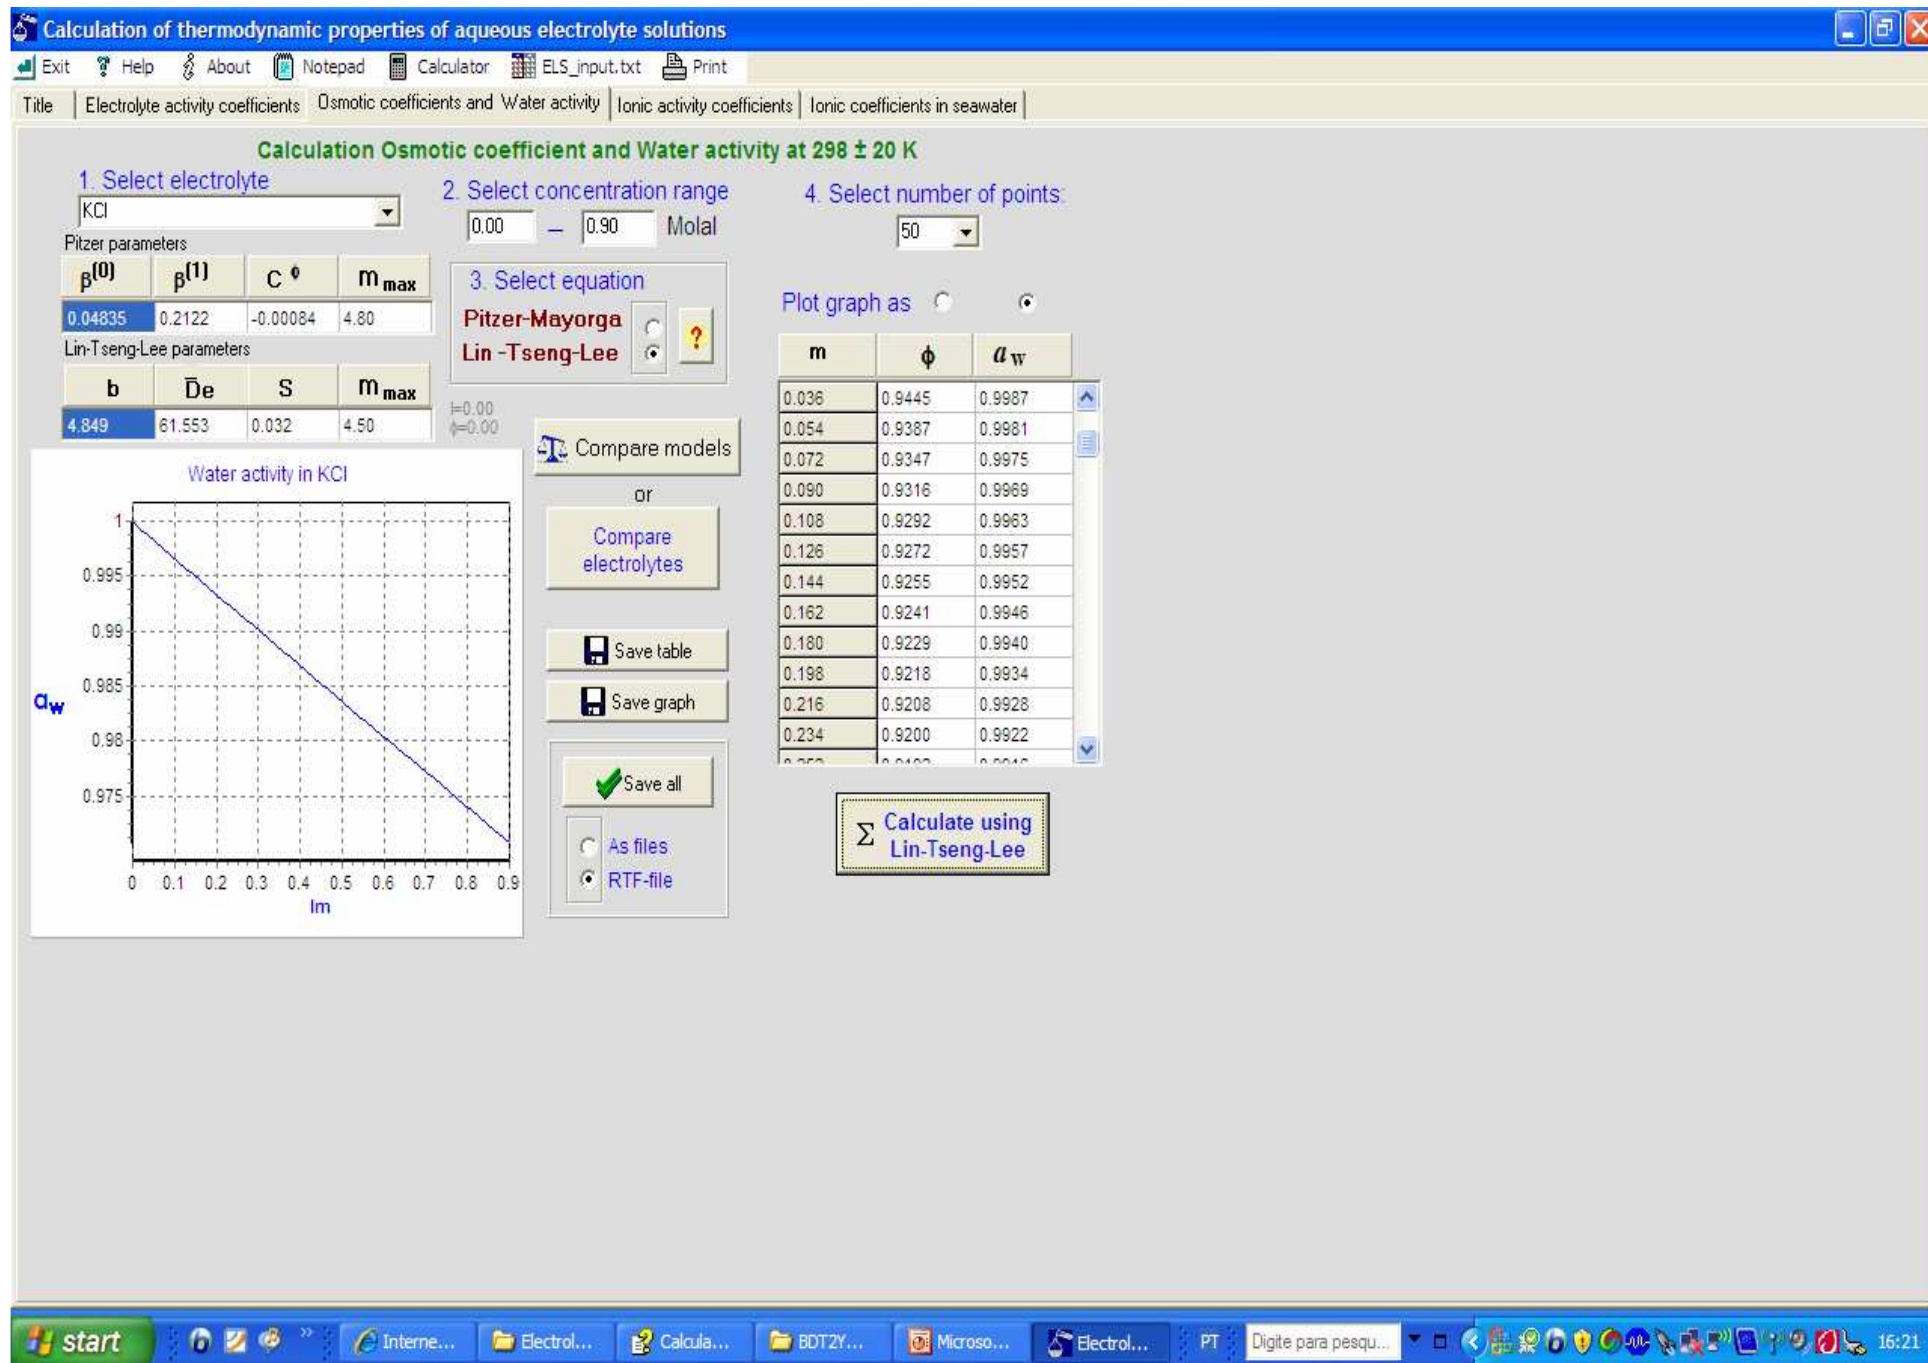 Calculation of thermodynamic properties of aqueous electrolyte solutions
Exit Help About Notepad Calculator ELS_input.txt Print
Title Electrolyte activity coefficients Osmotic coefficients and Water activity Ionic activity coefficients Ionic coefficients in seawater
Calculation Osmotic coefficient and Water activity at 298 ± 20 K
1. Select electrolyte
KCl
Pitzer parameters
β(0) β(1) C ϕ m max
0.04835 0.2122 -0.00084 4.80
Lin-Tseng-Lee parameters
b D̅e S m max
4.849 61.553 0.032 4.50
2. Select concentration range
0.00 – 0.90 Molal
3. Select equation
Pitzer-Mayorga
Lin -Tseng-Lee
?
I=0.00
ϕ=0.00
4. Select number of points:
50
Plot graph as
m ϕ a w
0.036 0.9445 0.9987
0.054 0.9387 0.9981
0.072 0.9347 0.9975
0.090 0.9316 0.9969
0.108 0.9292 0.9963
0.126 0.9272 0.9957
0.144 0.9255 0.9952
0.162 0.9241 0.9946
0.180 0.9229 0.9940
0.198 0.9218 0.9934
0.216 0.9208 0.9928
0.234 0.9200 0.9922
Σ Calculate using
Lin-Tseng-Lee
Compare models
or
Compare
electrolytes
Save table
Save graph
Save all
As files
RTF-file
Water activity in KCl
1
0.995
0.99
0.985
0.98
0.975
aw
0 0.1 0.2 0.3 0.4 0.5 0.6 0.7 0.8 0.9
Im
start Interne... Electrol... Calcula... BDT2Y... Microso... Electrol... PT Digite para pesqu... 16:21